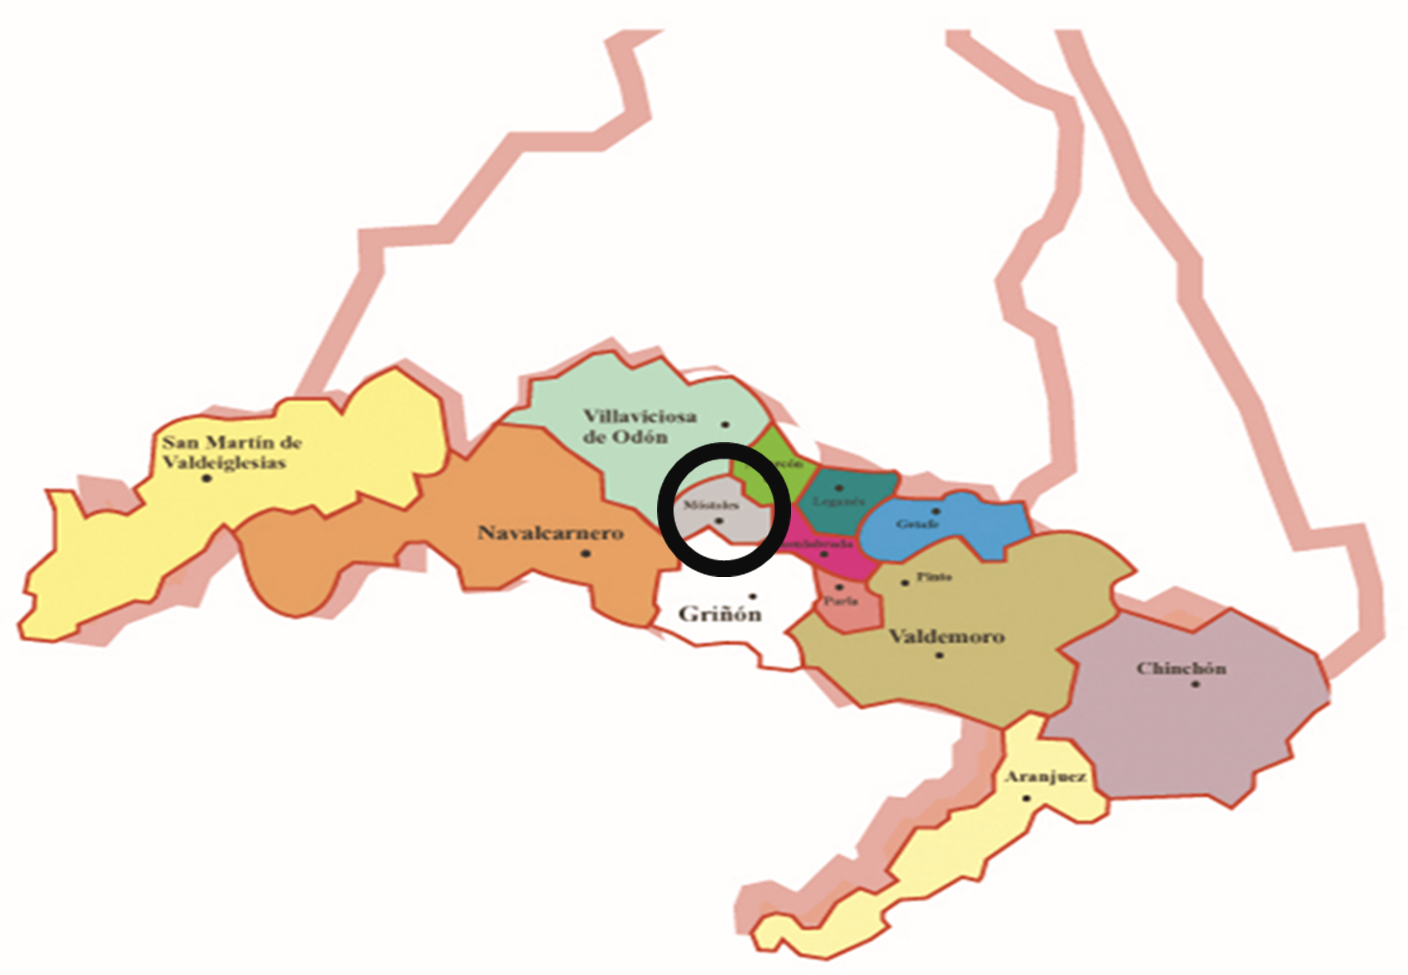 Villaviciosa
de Odón
San Martín de
Valdeiglesias
Móstoles
Leganés
Getafe
Navalcarnero
Pinto
Parla
Griñón
Valdemoro
Chinchón
Aranjuez